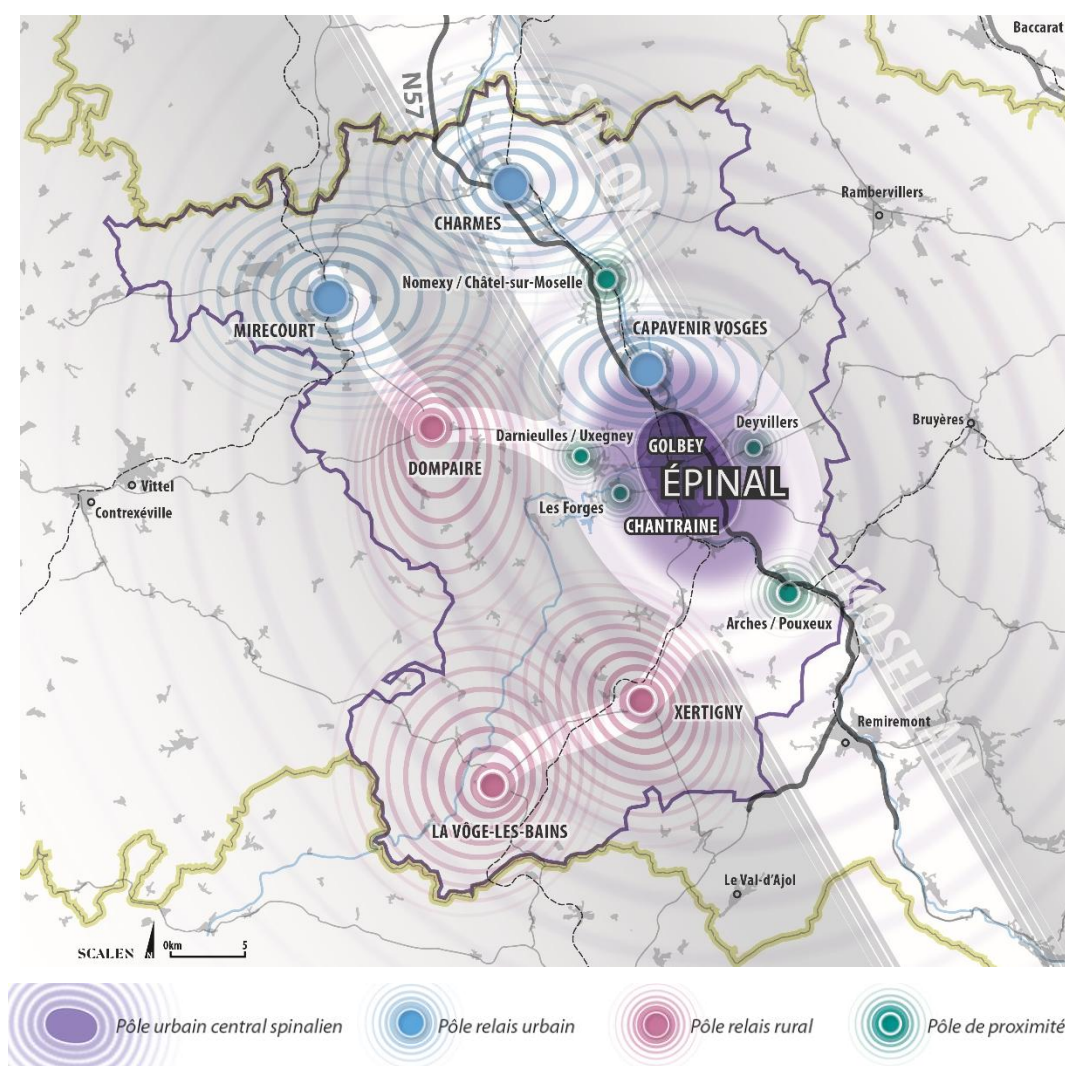 Baccarat
N57
SILLON
Rambervillers
CHARMES
Nomexy / Châtel-sur-Moselle
MIRECOURT
CAPAVENIR VOSGES
Bruyères
Deyvillers
Darnieulles / Uxegney
GOLBEY
DOMPAIRE
ÉPINAL
Vittel
Contrexéville
Les Forges
CHANTRAINE
MOSELLAN
Arches / Pouxeux
XERTIGNY
Remiremont
LA VÔGE-LES-BAINS
Le Val-d'Ajol
SCALEN N 0km 5
Pôle urbain central spinalien Pôle relais urbain Pôle relais rural Pôle de proximité